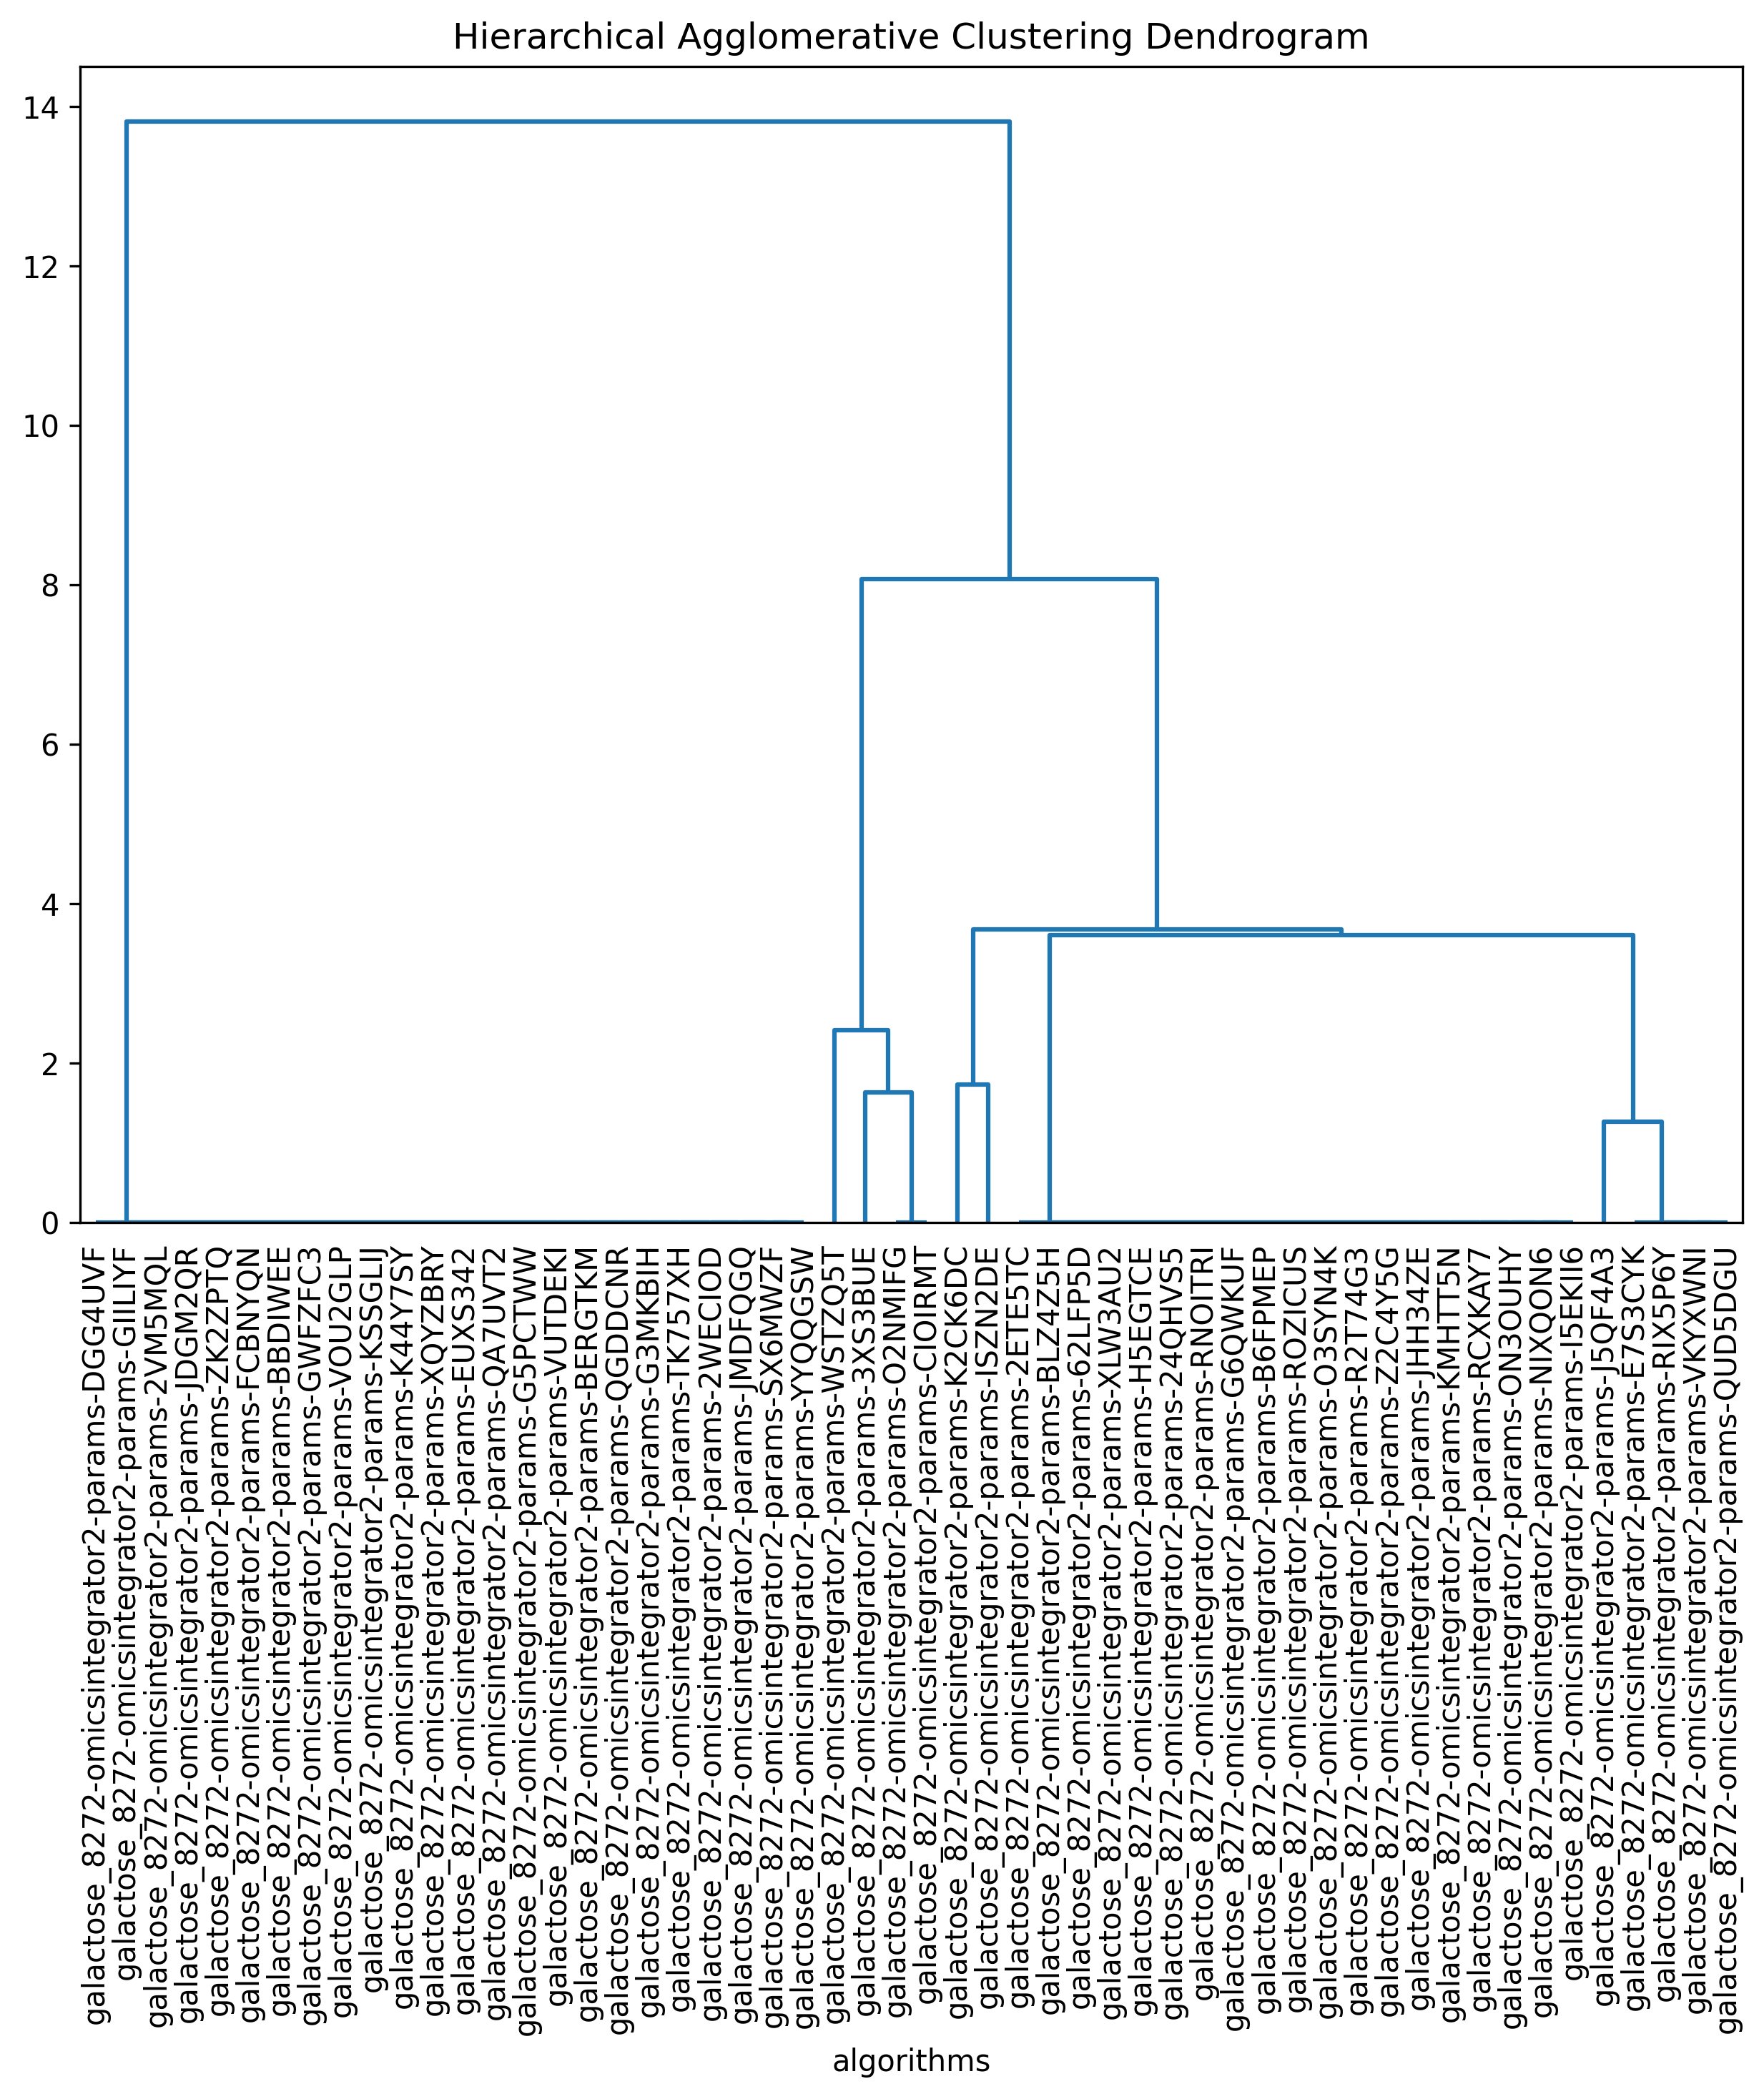 Hierarchical Agglomerative Clustering Dendrogram
14
12
10
8
6
4
2
0
galactose_8272-omicsintegrator2-params-DGG4UVF
galactose_8272-omicsintegrator2-params-GIILIYF
galactose_8272-omicsintegrator2-params-2VM5MQL
galactose_8272-omicsintegrator2-params-JDGM2QR
galactose_8272-omicsintegrator2-params-ZK2ZPTQ
galactose_8272-omicsintegrator2-params-FCBNYQN
galactose_8272-omicsintegrator2-params-BBDIWEE
galactose_8272-omicsintegrator2-params-GWFZFC3
galactose_8272-omicsintegrator2-params-VOU2GLP
galactose_8272-omicsintegrator2-params-KSSGLIJ
galactose_8272-omicsintegrator2-params-K44Y7SY
galactose_8272-omicsintegrator2-params-XQYZBRY
galactose_8272-omicsintegrator2-params-EUXS342
galactose_8272-omicsintegrator2-params-QA7UVT2
galactose_8272-omicsintegrator2-params-G5PCTWW
galactose_8272-omicsintegrator2-params-VUTDEKI
galactose_8272-omicsintegrator2-params-BERGTKM
galactose_8272-omicsintegrator2-params-QGDDCNR
galactose_8272-omicsintegrator2-params-G3MKBIH
galactose_8272-omicsintegrator2-params-TK757XH
galactose_8272-omicsintegrator2-params-2WECIOD
galactose_8272-omicsintegrator2-params-JMDFQGQ
galactose_8272-omicsintegrator2-params-SX6MWZF
galactose_8272-omicsintegrator2-params-YYQQGSW
galactose_8272-omicsintegrator2-params-WSTZQ5T
galactose_8272-omicsintegrator2-params-3XS3BUE
galactose_8272-omicsintegrator2-params-O2NMIFG
galactose_8272-omicsintegrator2-params-CIOIRMT
galactose_8272-omicsintegrator2-params-K2CK6DC
galactose_8272-omicsintegrator2-params-ISZN2DE
galactose_8272-omicsintegrator2-params-2ETE5TC
galactose_8272-omicsintegrator2-params-BLZ4Z5H
galactose_8272-omicsintegrator2-params-62LFP5D
galactose_8272-omicsintegrator2-params-XLW3AU2
galactose_8272-omicsintegrator2-params-H5EGTCE
galactose_8272-omicsintegrator2-params-24QHVS5
galactose_8272-omicsintegrator2-params-RNOITRI
galactose_8272-omicsintegrator2-params-G6QWKUF
galactose_8272-omicsintegrator2-params-B6FPMEP
galactose_8272-omicsintegrator2-params-ROZICUS
galactose_8272-omicsintegrator2-params-O3SYN4K
galactose_8272-omicsintegrator2-params-R2T74G3
galactose_8272-omicsintegrator2-params-Z2C4Y5G
galactose_8272-omicsintegrator2-params-JHH34ZE
galactose_8272-omicsintegrator2-params-KMHTT5N
galactose_8272-omicsintegrator2-params-RCXKAY7
galactose_8272-omicsintegrator2-params-ON3OUHY
galactose_8272-omicsintegrator2-params-NIXQON6
galactose_8272-omicsintegrator2-params-I5EKII6
galactose_8272-omicsintegrator2-params-J5QF4A3
galactose_8272-omicsintegrator2-params-E7S3CYK
galactose_8272-omicsintegrator2-params-RIX5P6Y
galactose_8272-omicsintegrator2-params-VKYXWNI
galactose_8272-omicsintegrator2-params-QUD5DGU
algorithms